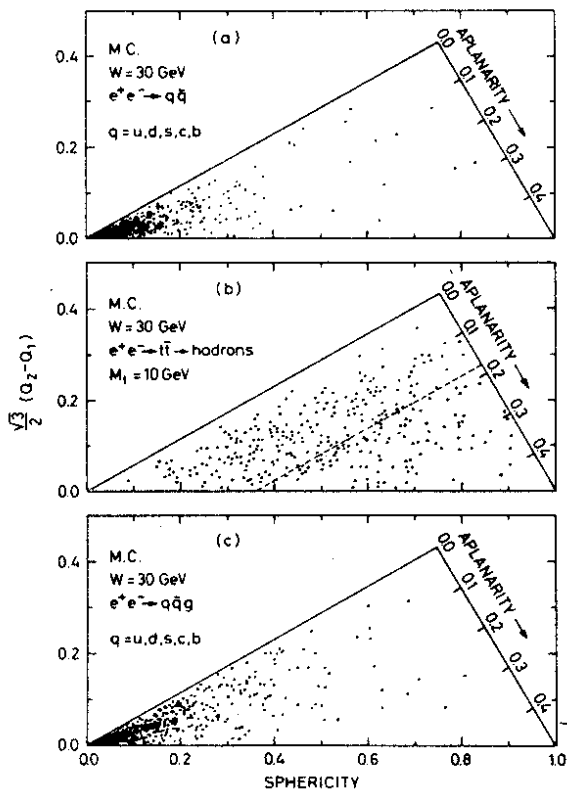 0.4
(a)
M.C.
W = 30 GeV
e⁺e⁻→ qq̄
q = u,d,s,c,b
0.2
0.0
0.0
0.1
0.2
0.3
0.4
APLANARITY →
0.4
(b)
M.C.
W = 30 GeV
e⁺e⁻→ tt̄ → hadrons
M₁ = 10 GeV
0.2
0.0
0.0
0.1
0.2
0.3
0.4
APLANARITY →
√3/2 (Q₂-Q₁)
0.4
(c)
M.C.
W = 30 GeV
e⁺e⁻→ qq̄g
q = u,d,s,c,b
0.2
0.0
0.0
0.1
0.2
0.3
0.4
APLANARITY →
0.0 0.2 0.4 0.6 0.8 1.0
SPHERICITY